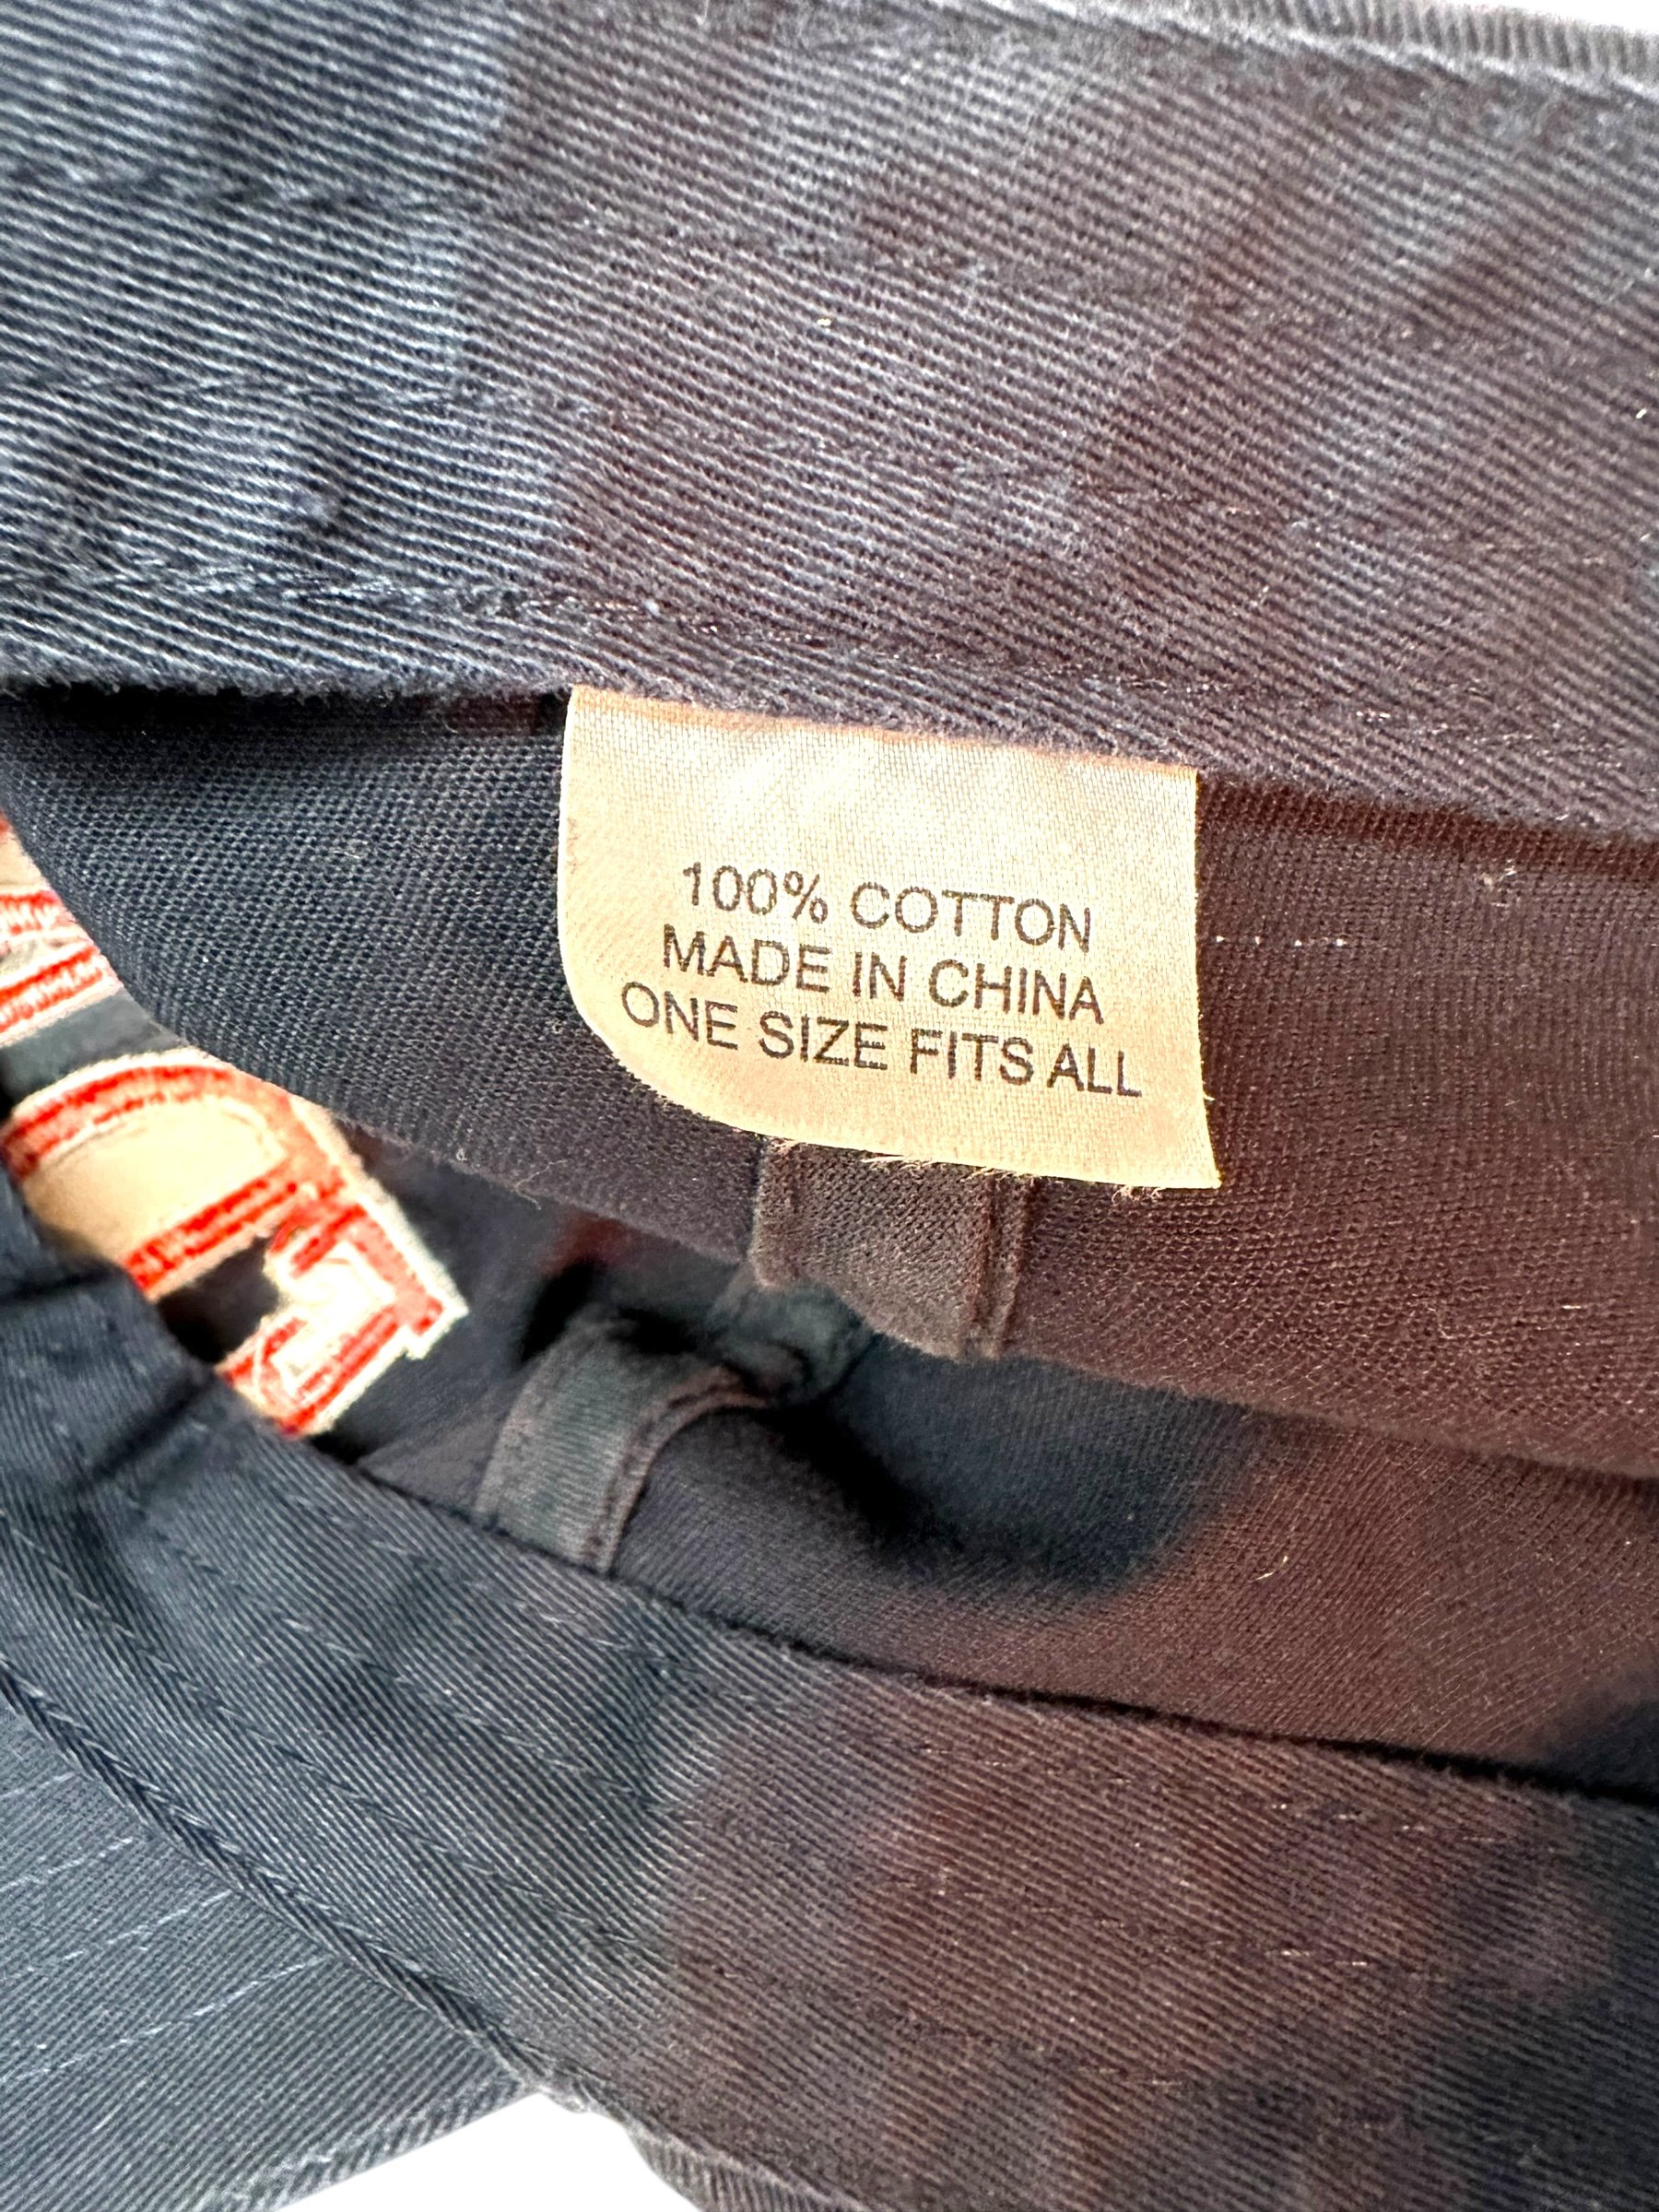 100% COTTON
MADE IN CHINA
ONE SIZE FITS ALL